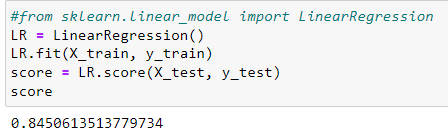 #from sklearn.linear_model import LinearRegression
LR = LinearRegression()
LR.fit(X_train, y_train)
score = LR.score(X_test, y_test)
score
0.8450613513779734